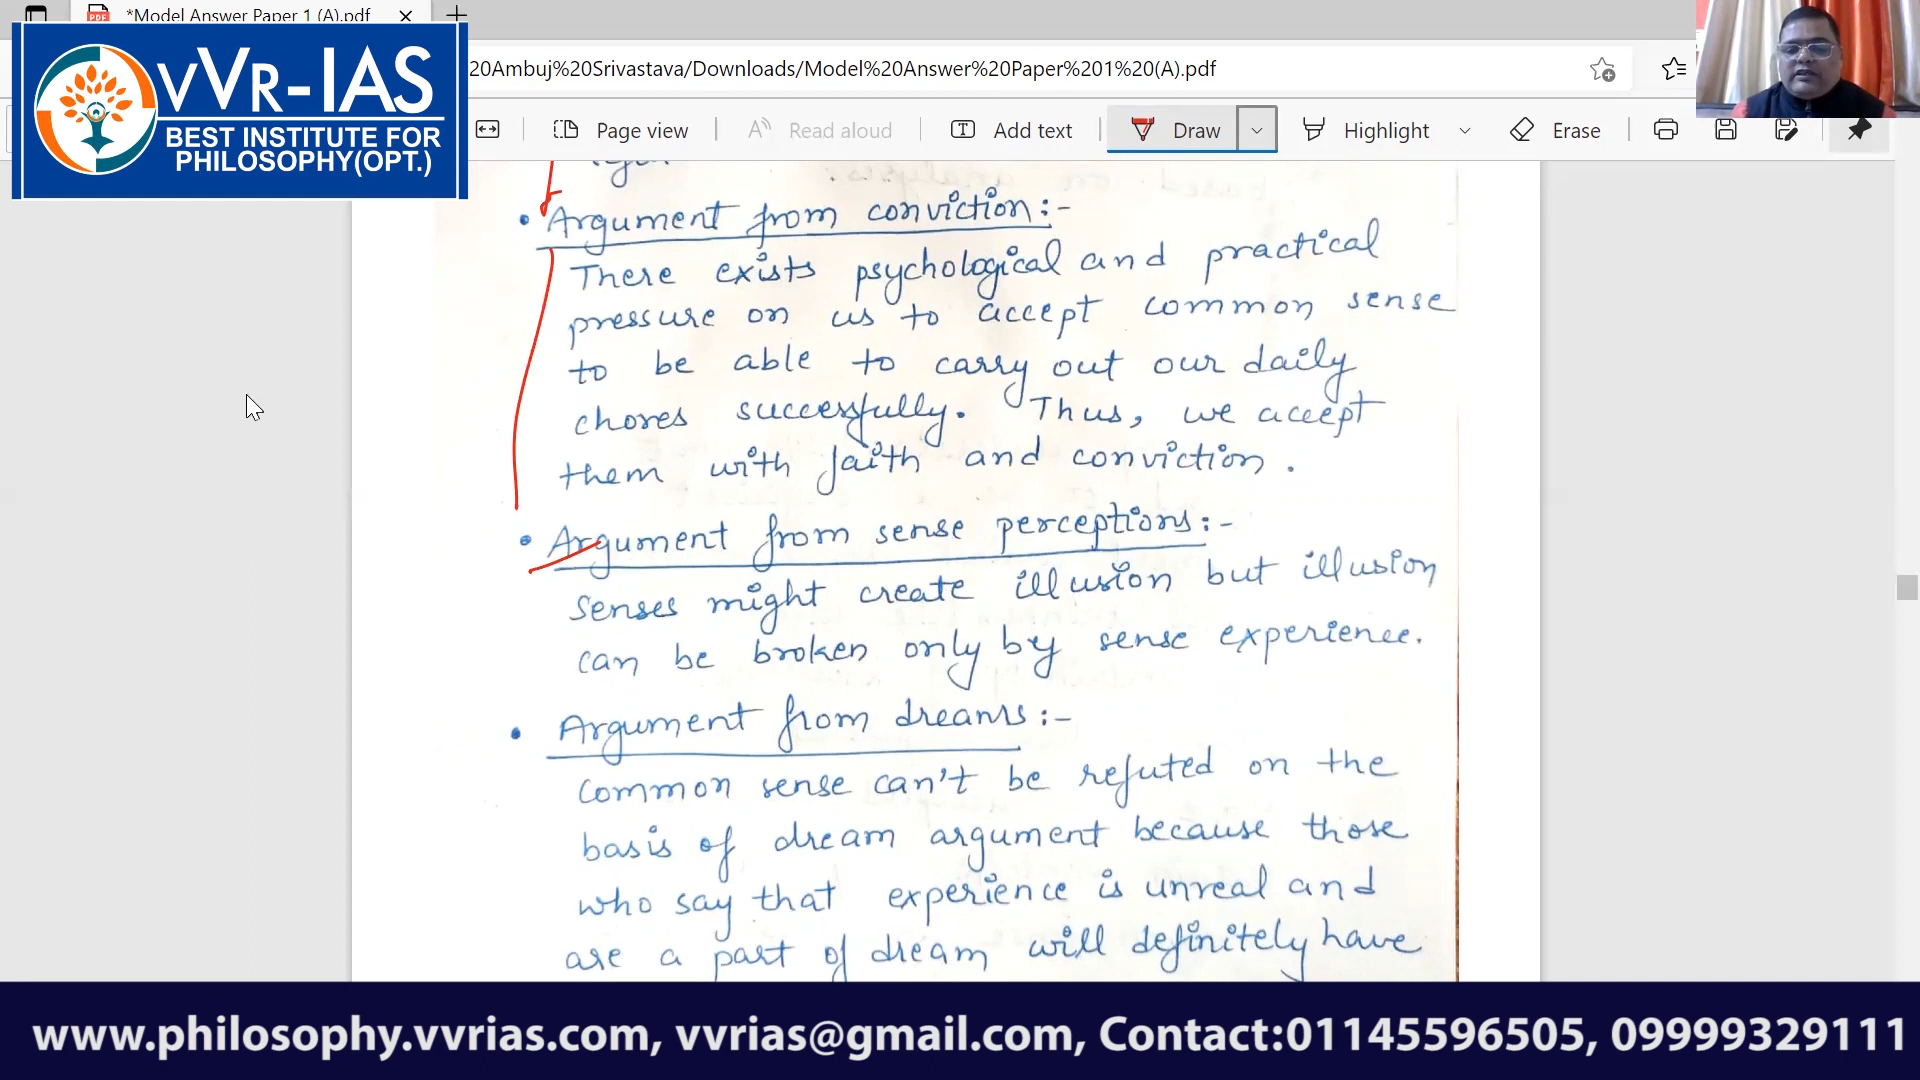 *Model Answer Paper 1 (A).pdf
vVR-IAS
BEST INSTITUTE FOR
PHILOSOPHY(OPT.)
20Ambuj%20Srivastava/Downloads/Model%20Answer%20Paper%201%20(A).pdf
Page view
Read aloud
Add text
Draw
Highlight
Erase
• Argument from conviction:-
There exists psychological and practical
pressure on us to accept common sense
to be able to carry out our daily
chores successfully. Thus, we accept
them with faith and conviction.
• Argument from sense perceptions:-
Senses might create illusion but illusion
can be broken only by sense experience.
• Argument from dreams:-
Common sense can't be refuted on the
basis of dream argument because those
who say that experience is unreal and
are a part of dream will definitely have
www.philosophy.vvrias.com, vvrias@gmail.com, Contact:01145596505, 09999329111